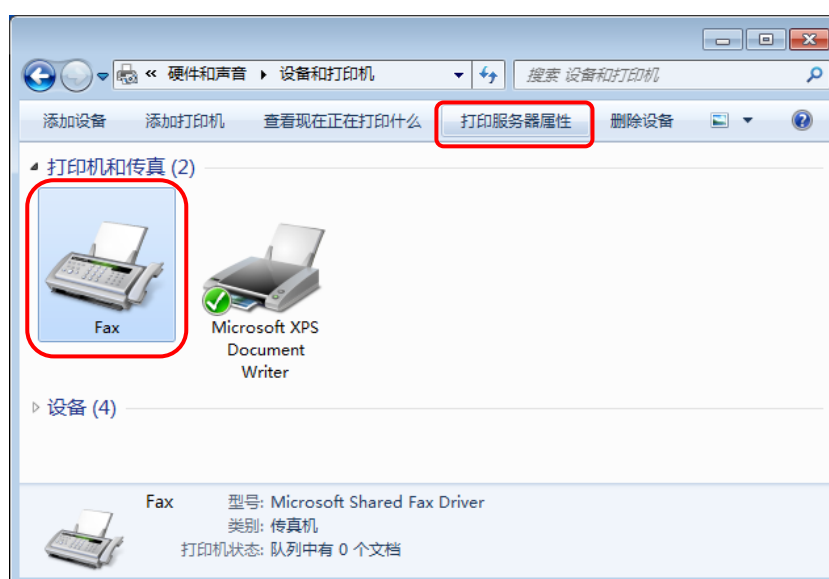 « 硬件和声音 ▸ 设备和打印机 搜索 设备和打印机
添加设备 添加打印机 查看现在正在打印什么 打印服务器属性 删除设备
打印机和传真 (2)
Fax
Microsoft XPS
Document
Writer
设备 (4)
Fax 型号: Microsoft Shared Fax Driver
类别: 传真机
打印机状态: 队列中有 0 个文档